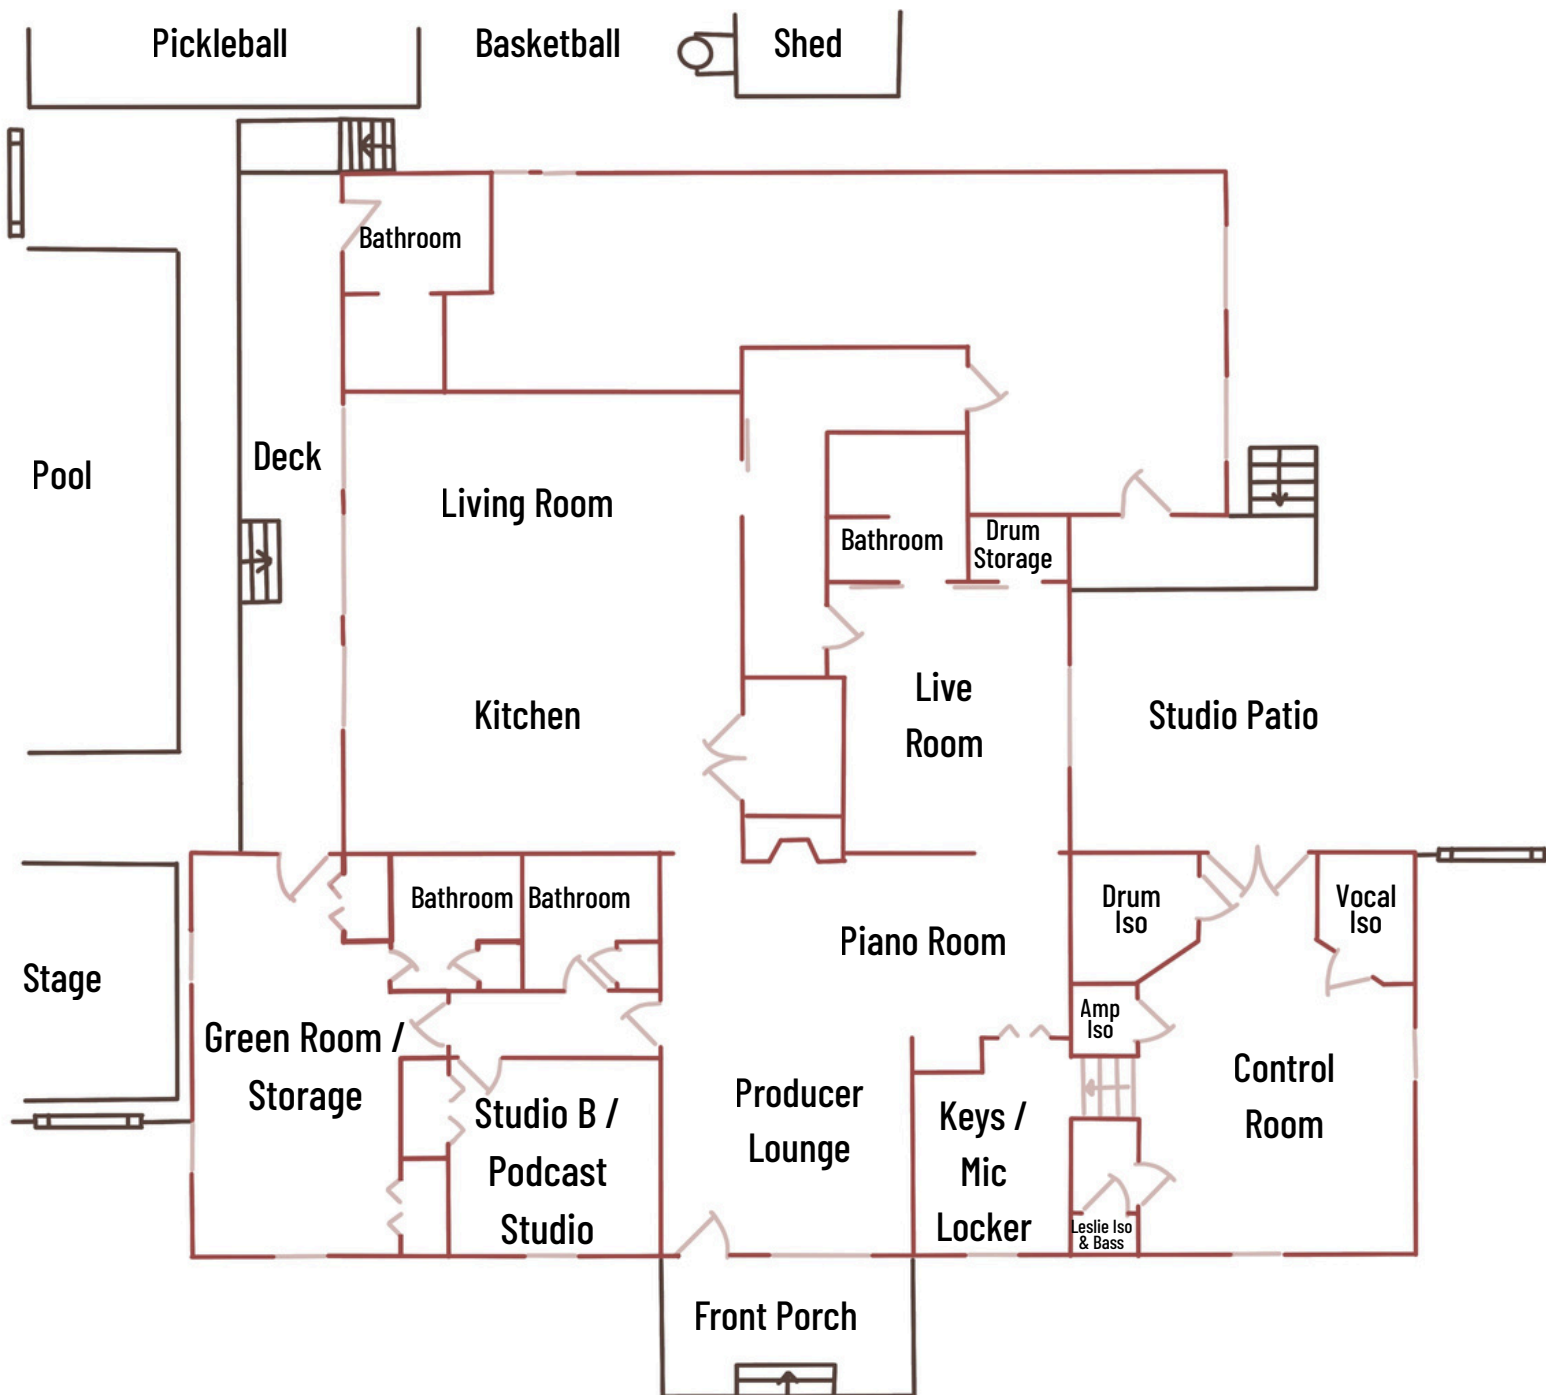 Pickleball
Basketball
Shed
Bathroom
Pool
Deck
Living Room
Bathroom
Drum
Storage
Kitchen
Live
Room
Studio Patio
Stage
Bathroom
Bathroom
Piano Room
Drum
Iso
Vocal
Iso
Amp
Iso
Green Room /
Storage
Studio B /
Podcast
Studio
Producer
Lounge
Keys /
Mic
Locker
Control
Room
Leslie Iso
& Bass
Front Porch